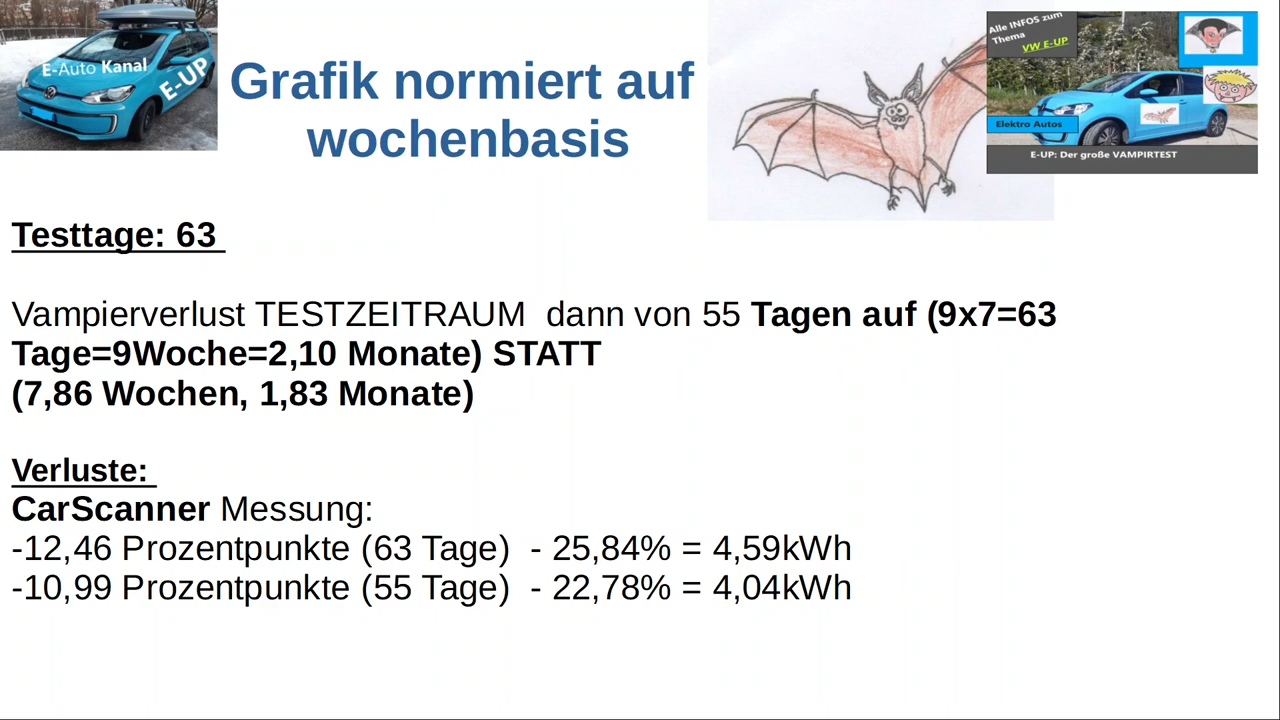 E-Auto Kanal
E-UP
Grafik normiert auf
wochenbasis
Alle INFOS zum
Thema
VW E-UP
Elektro Autos
E-UP: Der große VAMPIRTEST
Testtage: 63
Vampierverlust TESTZEITRAUM dann von 55 Tagen auf (9x7=63
Tage=9Woche=2,10 Monate) STATT
(7,86 Wochen, 1,83 Monate)
Verluste:
CarScanner Messung:
-12,46 Prozentpunkte (63 Tage) - 25,84% = 4,59kWh
-10,99 Prozentpunkte (55 Tage) - 22,78% = 4,04kWh